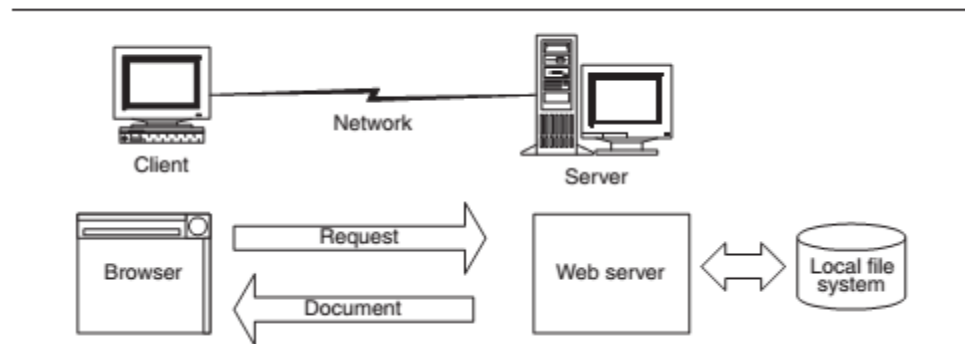 Network
Client
Server
Request
Browser
Web server
Local file
system
Document